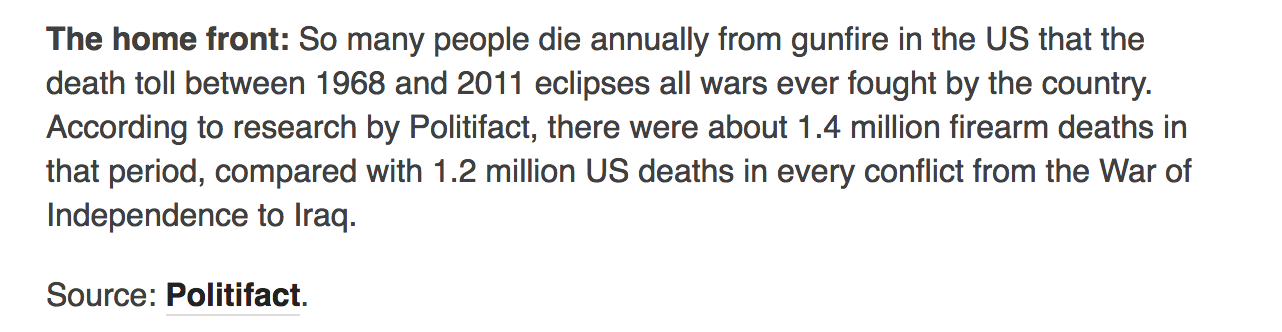 The home front: So many people die annually from gunfire in the US that the
death toll between 1968 and 2011 eclipses all wars ever fought by the country.
According to research by Politifact, there were about 1.4 million firearm deaths in
that period, compared with 1.2 million US deaths in every conflict from the War of
Independence to Iraq.
Source: Politifact.